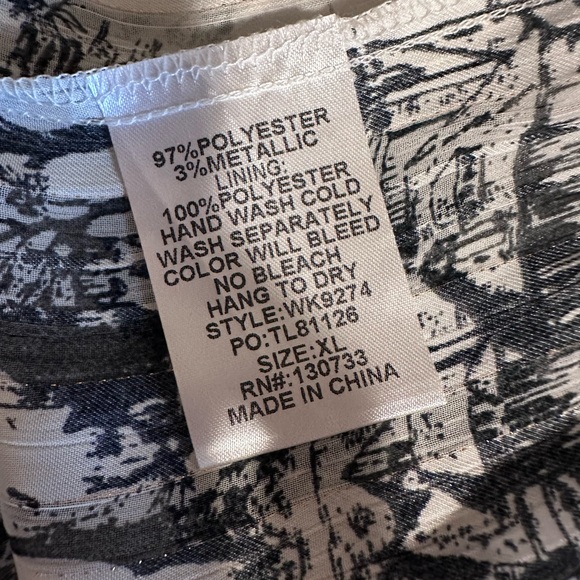 97%POLYESTER
3%METALLIC
LINING:
100%POLYESTER
HAND WASH COLD
WASH SEPARATELY
COLOR WILL BLEED
NO BLEACH
HANG TO DRY
STYLE:WK9274
PO:TL81126
SIZE:XL
RN#:130733
MADE IN CHINA